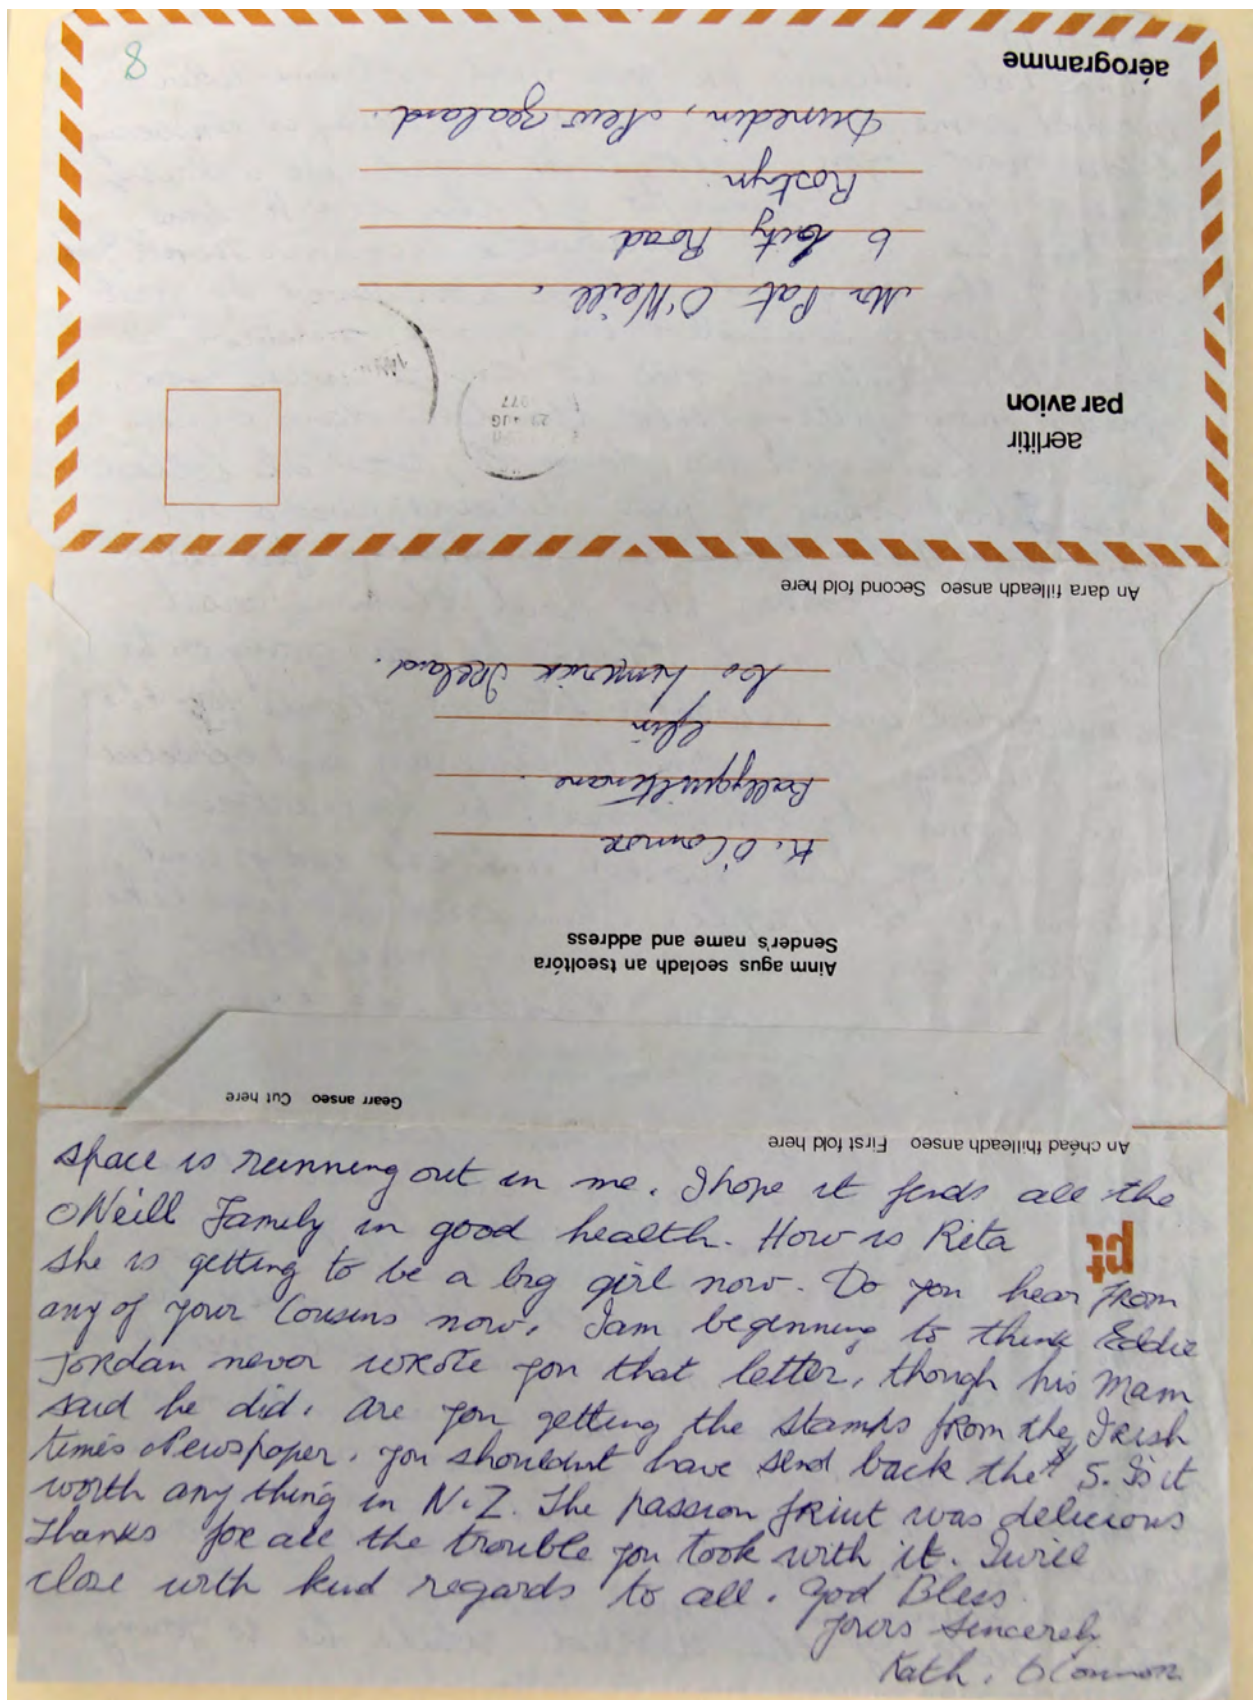 8
aérogramme
Mr Pat O'Neill,
6 City Road
Roslyn
Dunedin, New Zealand.
aerlitir
par avion
AUG
1977
An dara filleadh anseo Second fold here
Ainm agus seoladh an tseoltóra
Sender's name and address
K. O'Connor
Ballyguiltenane
Glin
Co Limerick Ireland.
Gearr anseo Cut here
An chéad fhilleadh anseo First fold here
pt
space is running out in me. I hope it finds all the
O'Neill Family in good health. How is Rita
she is getting to be a big girl now. Do you hear from
any of your Cousins now. I am beginning to think Eddie
Jordan never wrote you that letter, though his Mam
said he did. are you getting the stamps from the Irish
times Newspaper. you shouldnt have send back the $5. Is it
worth any thing in N.Z. The passion fruit was delicious
Thanks for all the trouble you took with it. I will
close with kind regards to all. God Bless.
Yours Sincerely
Kath. O'Connor